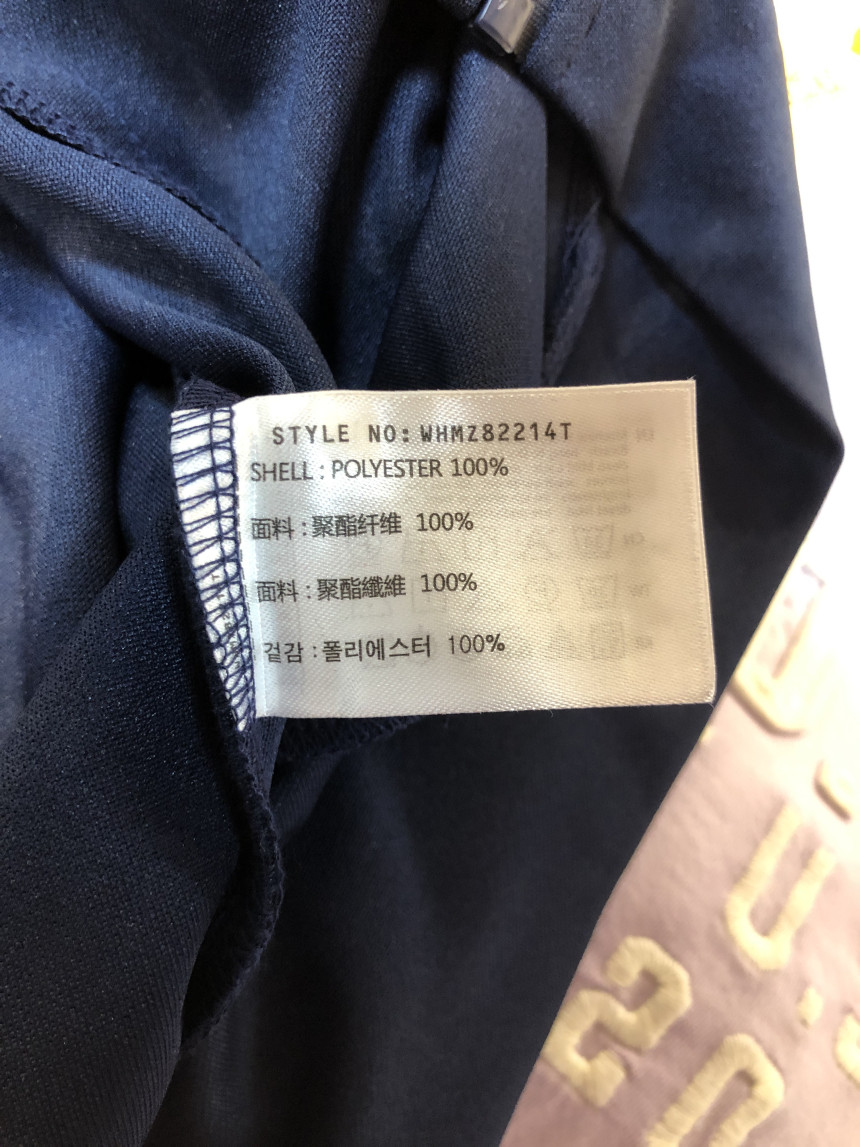 STYLE NO: WHMZ82214T
SHELL : POLYESTER 100%
面料 : 聚酯纤维 100%
面料 : 聚酯纖維 100%
겉감 : 폴리에스터 100%